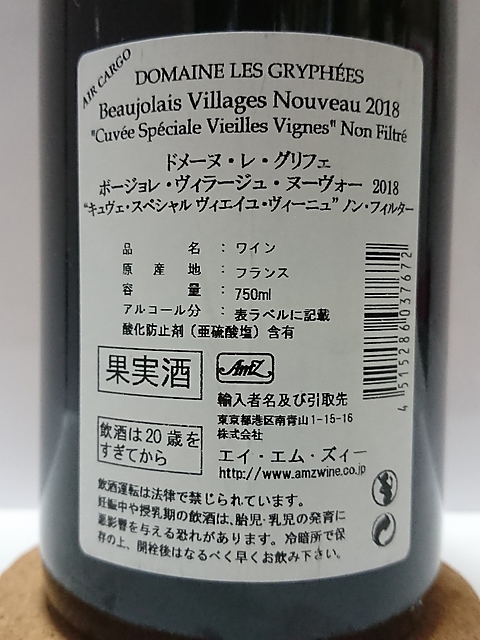 AIR CARGO
DOMAINE LES GRYPHÉES
Beaujolais Villages Nouveau 2018
"Cuvée Spéciale Vieilles Vignes" Non Filtré
ドメーヌ・レ・グリフェ
ボージョレ・ヴィラージュ・ヌーヴォー 2018
“キュヴェ・スペシャル ヴィエイユ・ヴィーニュ” ノン・フィルター
品名：ワイン
原産地：フランス
容量：750ml
アルコール分：表ラベルに記載
酸化防止剤（亜硫酸塩）含有
果実酒
AMZ
輸入者名及び引取先
東京都港区南青山1-15-16
株式会社
エイ・エム・ズィー
http://www.amzwine.co.jp
飲酒は20歳を
すぎてから
4 515286 037672
飲酒運転は法律で禁じられています。
妊娠中や授乳期の飲酒は、胎児・乳児の発育に
悪影響を与える恐れがあります。冷暗所で保
存の上、開栓後はなるべく早くお飲み下さい。